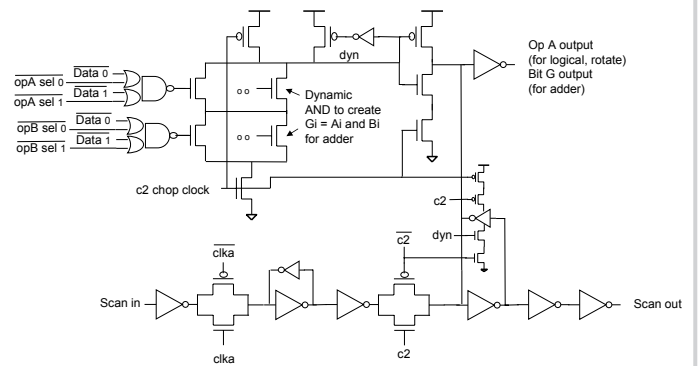 Op A output
(for logical, rotate)
Bit G output
(for adder)
dyn
Data 0
opA sel 0
Data 1
opA sel 1
Data 0
opB sel 0
Data 1
opB sel 1
o o
o o
Dynamic
AND to create
Gi = Ai and Bi
for adder
c2 chop clock
c2
dyn
clka
c2
Scan in
Scan out
clka
c2